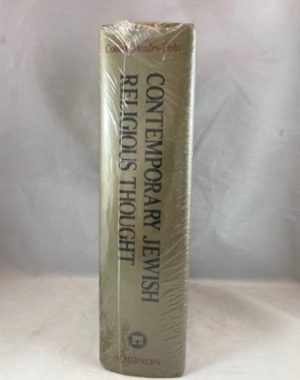 Cohen/Mendes-Flohr
CONTEMPORARY JEWISH
RELIGIOUS THOUGHT
SCRIBNERS